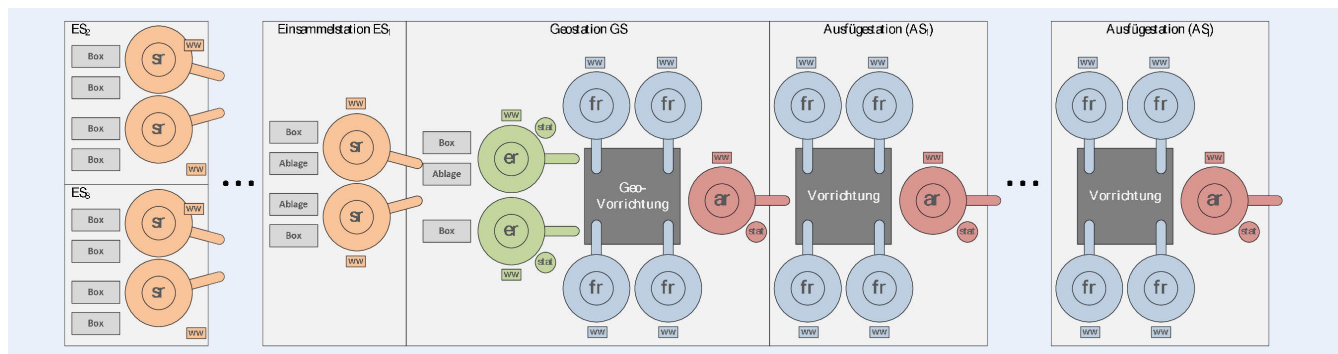 ES2
ww
sr
Box
Box
sr
Box
Box
ww
ES3
ww
sr
Box
Box
sr
Box
Box
ww
...
Einsammelstation ES1
ww
Box
sr
Ablage
Ablage
sr
Box
ww
Geostation GS
Box
Ablage
Box
ww
stat
er
er
stat
ww
ww
ww
fr
fr
Geo-
Vorrichtung
fr
fr
ww
ww
ww
ar
stat
Ausfügestation (AS1)
ww
ww
fr
fr
Vorrichtung
fr
fr
ww
ww
ww
ar
stat
...
Ausfügestation (ASj)
ww
ww
fr
fr
Vorrichtung
fr
fr
ww
ww
ww
ar
stat